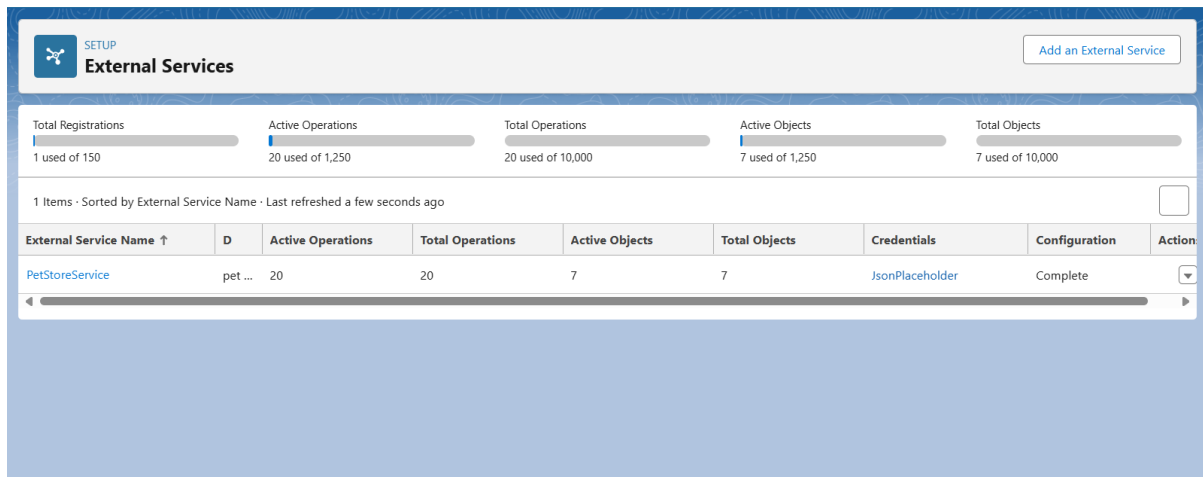 SETUP
External Services
Add an External Service
Total Registrations
1 used of 150
Active Operations
20 used of 1,250
Total Operations
20 used of 10,000
Active Objects
7 used of 1,250
Total Objects
7 used of 10,000
1 Items · Sorted by External Service Name · Last refreshed a few seconds ago
External Service Name ↑ D Active Operations Total Operations Active Objects Total Objects Credentials Configuration Action
PetStoreService pet ... 20 20 7 7 JsonPlaceholder Complete